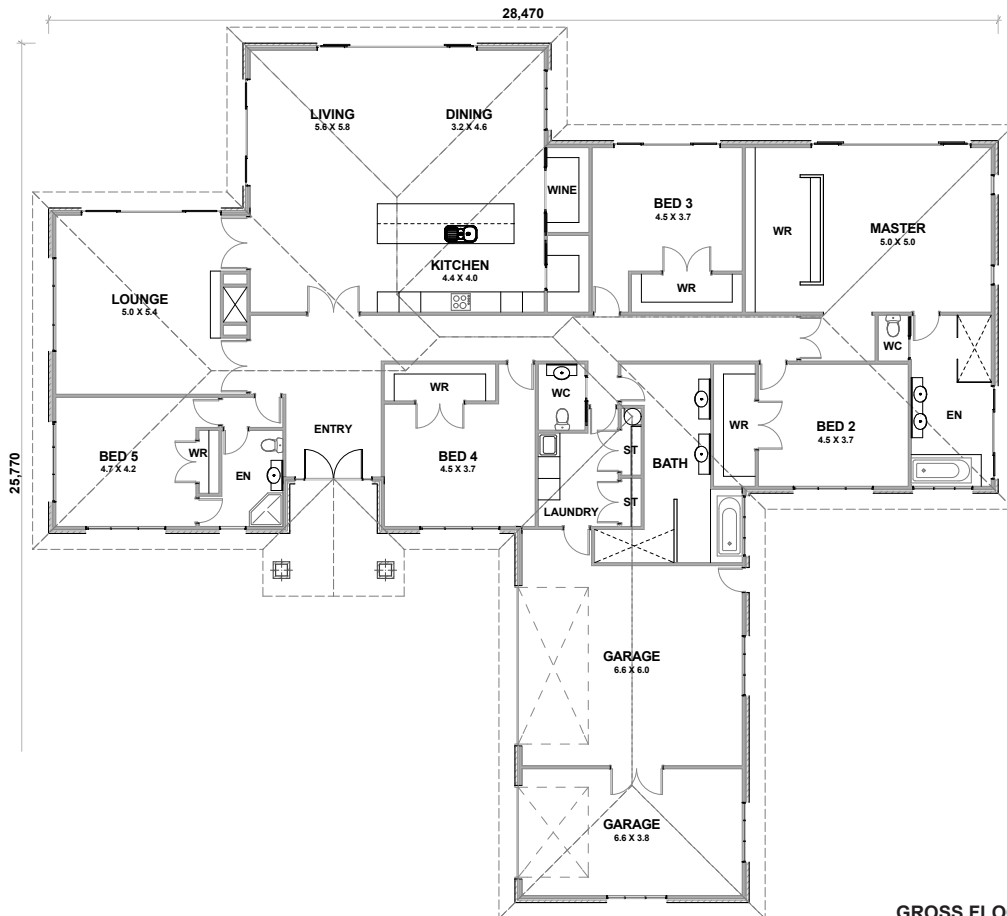 28,470
25,770
LIVING
5.6 X 5.8
DINING
3.2 X 4.6
WINE
BED 3
4.5 X 3.7
WR
WR
MASTER
5.0 X 5.0
KITCHEN
4.4 X 4.0
LOUNGE
5.0 X 5.4
WC
EN
WR
WC
ENTRY
BED 4
4.5 X 3.7
BED 5
4.7 X 4.2
WR
EN
ST
ST
LAUNDRY
BATH
WR
BED 2
4.5 X 3.7
GARAGE
6.6 X 6.0
GARAGE
6.6 X 3.8
GROSS FLO